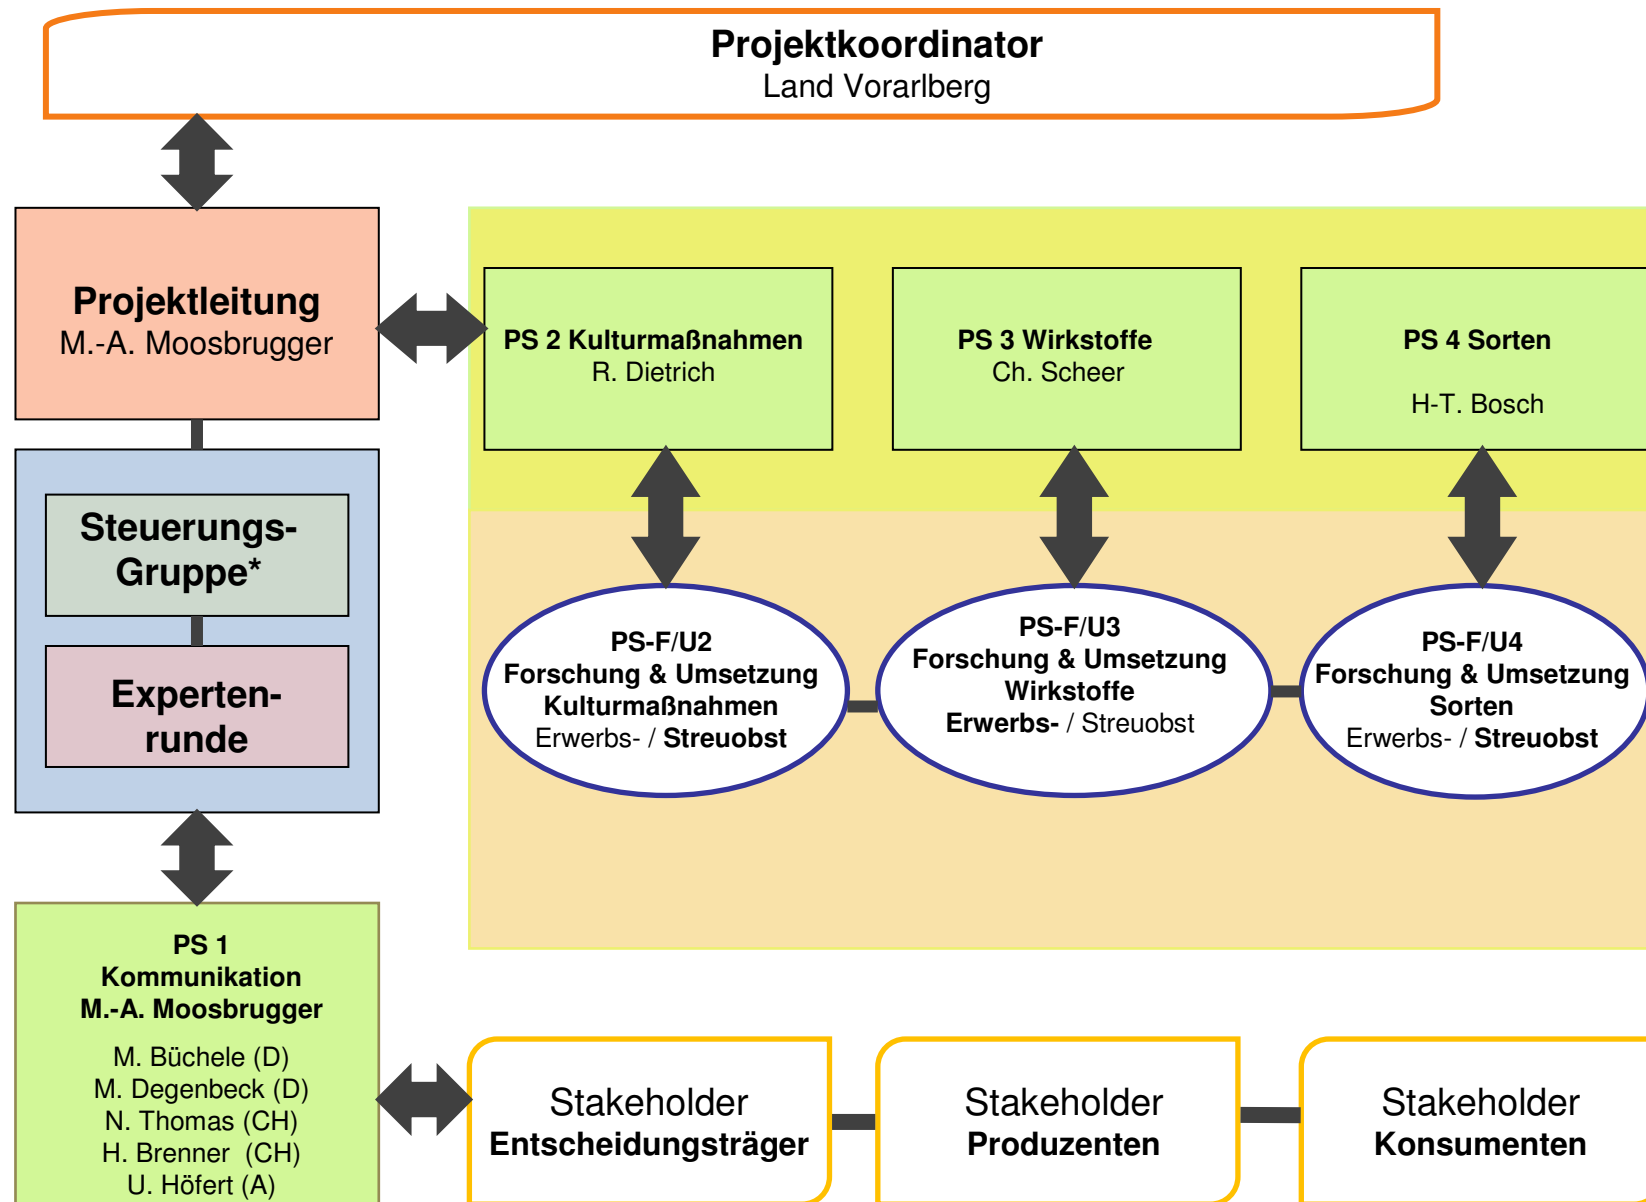 Projektkoordinator
Land Vorarlberg
Projektleitung
M.-A. Moosbrugger
PS 2 Kulturmaßnahmen
R. Dietrich
PS 3 Wirkstoffe
Ch. Scheer
PS 4 Sorten
H-T. Bosch
Steuerungs-
Gruppe*
Experten-
runde
PS-F/U2
Forschung & Umsetzung
Kulturmaßnahmen
Erwerbs- / Streuobst
PS-F/U3
Forschung & Umsetzung
Wirkstoffe
Erwerbs- / Streuobst
PS-F/U4
Forschung & Umsetzung
Sorten
Erwerbs- / Streuobst
PS 1
Kommunikation
M.-A. Moosbrugger
M. Büchele (D)
M. Degenbeck (D)
N. Thomas (CH)
H. Brenner (CH)
U. Höfert (A)
Stakeholder
Entscheidungsträger
Stakeholder
Produzenten
Stakeholder
Konsumenten